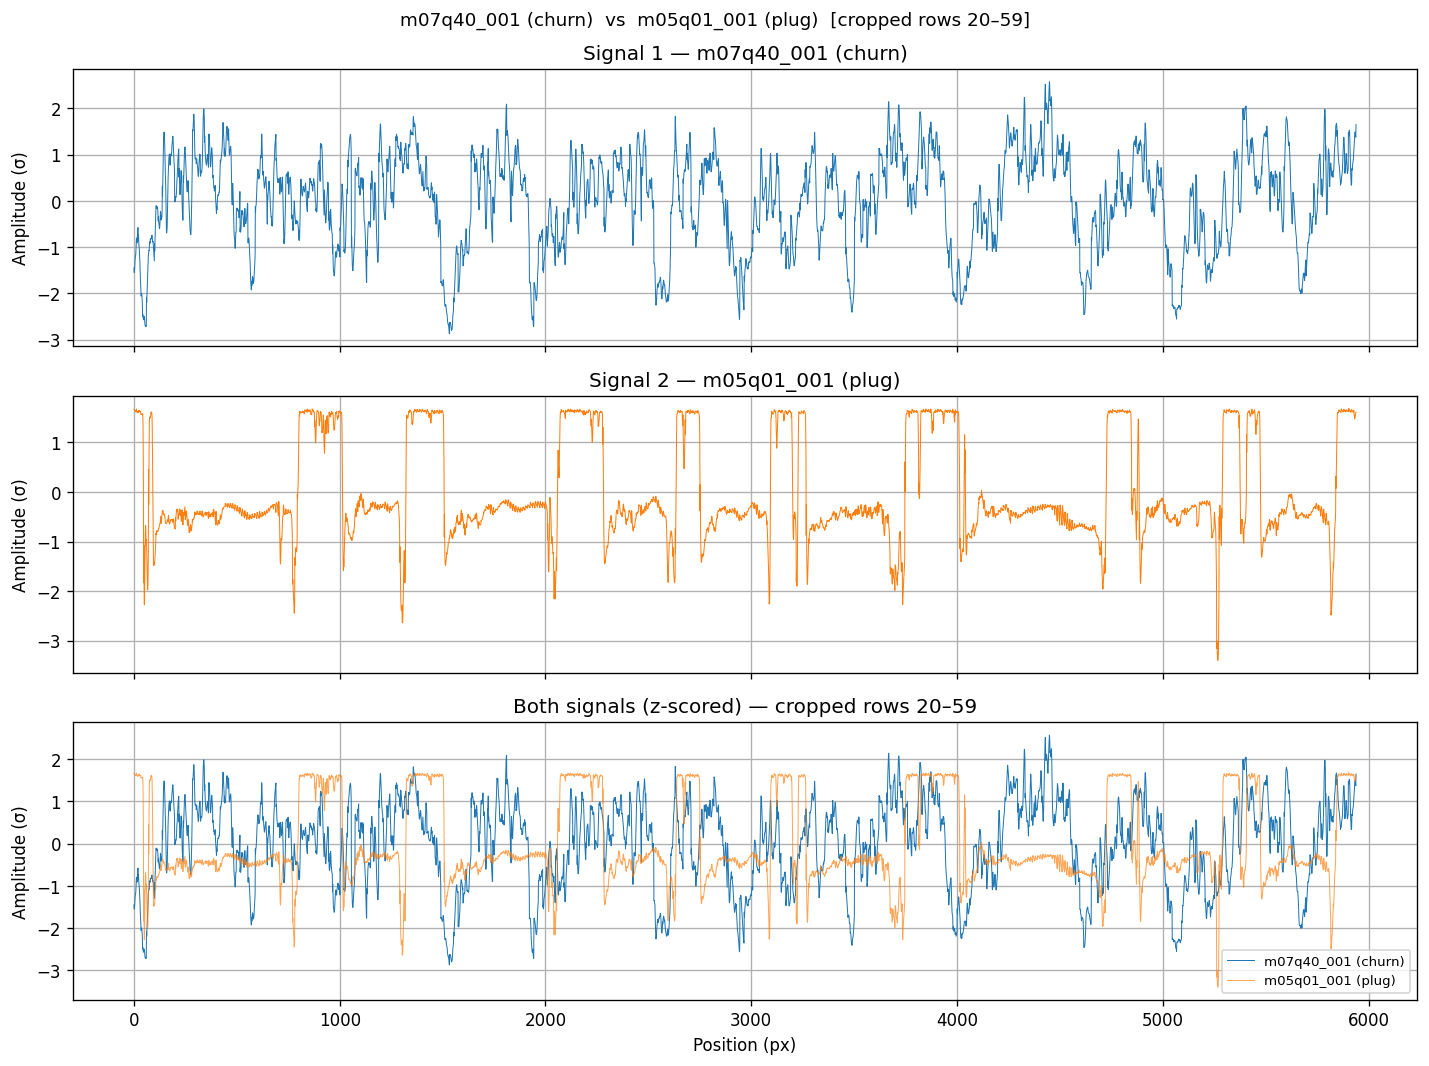 m07q40_001 (churn)  vs  m05q01_001 (plug)  [cropped rows 20–59]
Signal 1 — m07q40_001 (churn)
Amplitude (σ)
2
1
0
−1
−2
−3
Signal 2 — m05q01_001 (plug)
Amplitude (σ)
1
0
−1
−2
−3
Both signals (z-scored) — cropped rows 20–59
Amplitude (σ)
2
1
0
−1
−2
−3
m07q40_001 (churn)
m05q01_001 (plug)
0 1000 2000 3000 4000 5000 6000
Position (px)